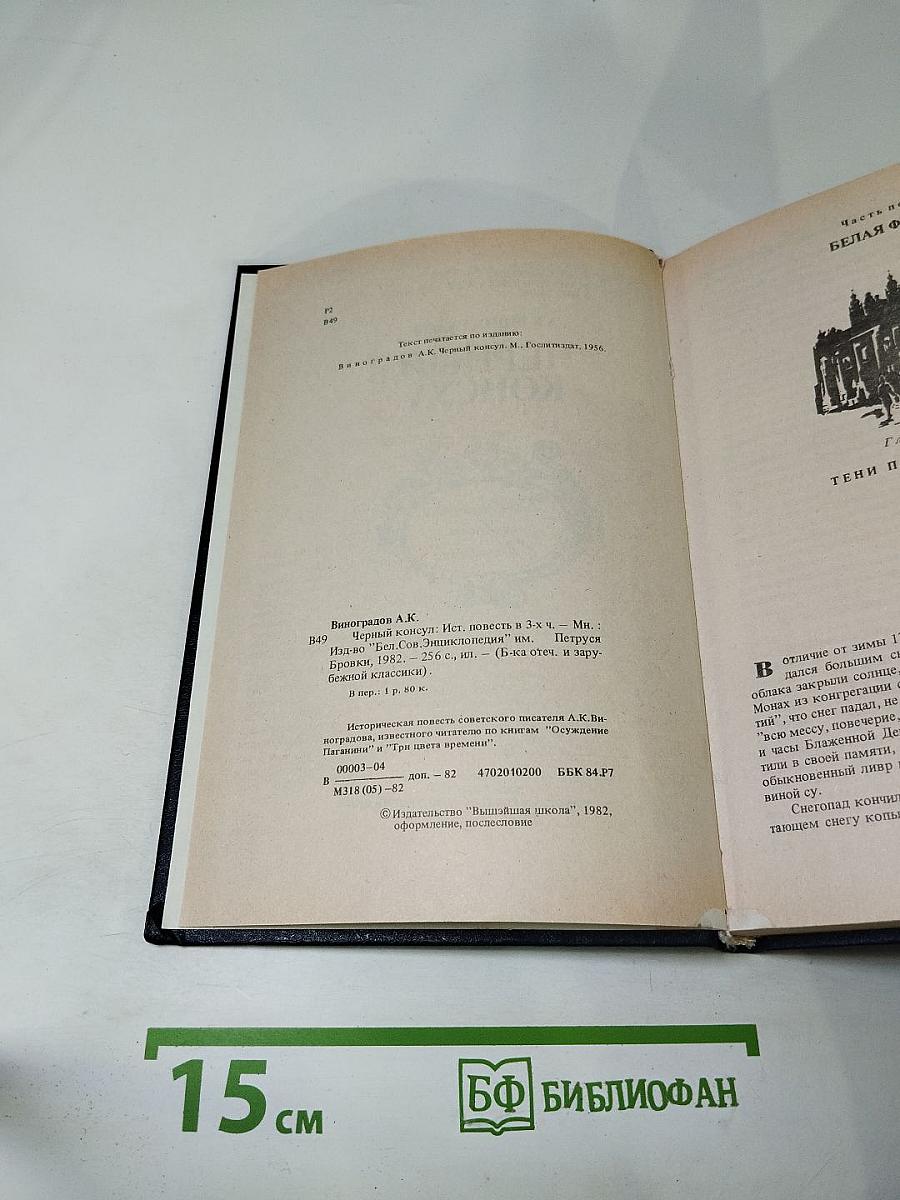 Р2
В49
Текст печатается по изданию:
Виноградов А.К. Черный консул. М., Гослитиздат, 1956.
Виноградов А.К.
В49 Черный консул: Ист. повесть в 3-х ч. — Мн. :
Изд-во "Бел.Сов.Энциклопедия" им. Петруся
Бровки, 1982. — 256 с., ил. — (Б-ка отеч. и зару-
бежной классики).
В пер.: 1 р. 80 к.
Историческая повесть советского писателя А.К.Ви-
ноградова, известного читателю по книгам "Осуждение
Паганини" и "Три цвета времени".
В 00003—04
М318 (05) —82 доп. — 82 4702010200 ББК 84.Р7
© Издательство "Вышэйшая школа", 1982,
оформление, послесловие
Часть
БЕЛАЯ
ТЕНИ
В отличие от зимы
дался большим
облака закрыли солнце,
Монах из конгрегации
тий", что снег падал, не
"всю мессу, повечерие,
и часы Блаженной
тили в своей памяти,
обыкновенный ливр
виной су.
Снегопад кончил
тающем снегу
15 см
БФ БИБЛИОФАН